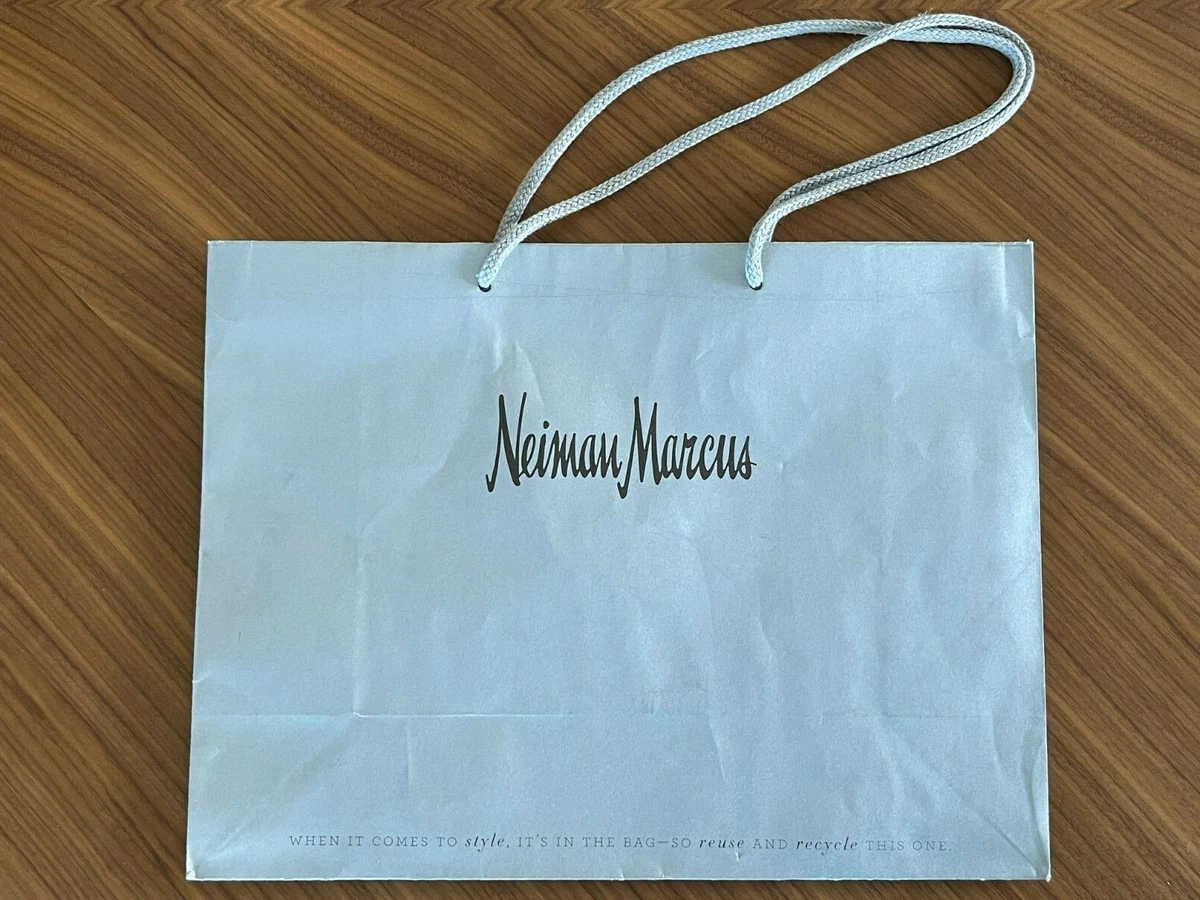 Neiman Marcus
WHEN IT COMES TO style, IT'S IN THE BAG—SO reuse AND recycle THIS ONE.